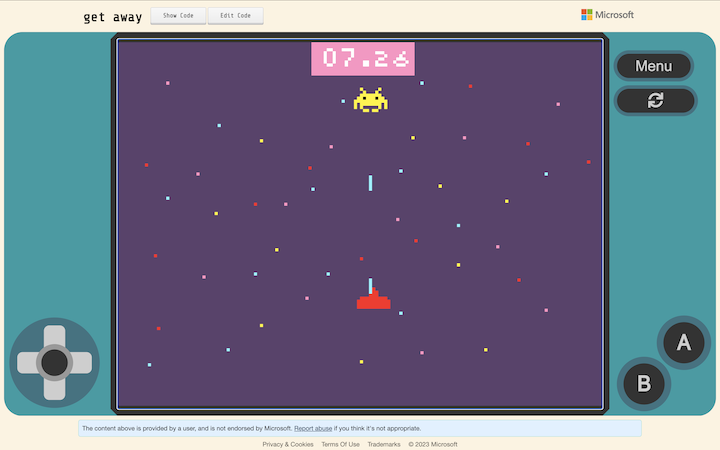 get away
Show Code
Edit Code
Microsoft
07.26
Menu
A
B
The content above is provided by a user, and is not endorsed by Microsoft. Report abuse if you think it's not appropriate.
Privacy & Cookies Terms Of Use Trademarks © 2023 Microsoft